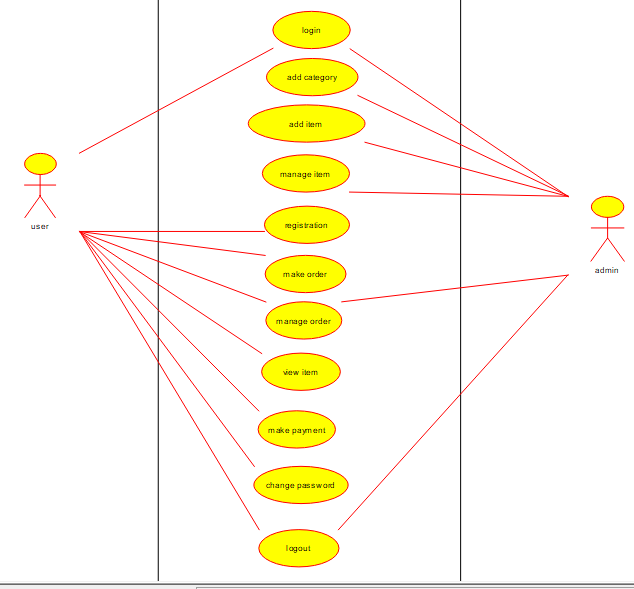 login
add category
add item
manage item
user
registration
admin
make order
manage order
view item
make payment
change password
logout